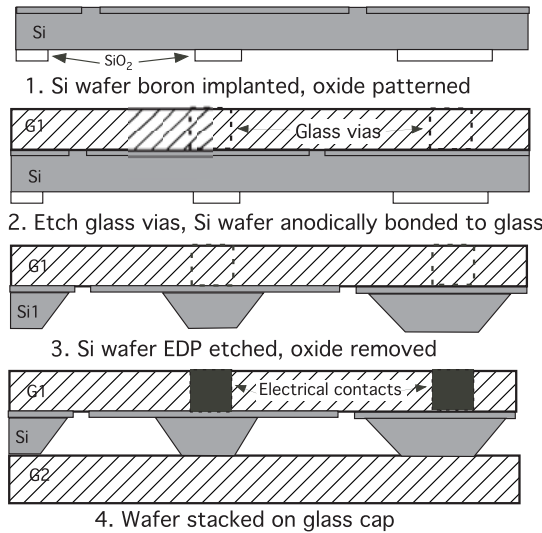 Si
SiO2
1. Si wafer boron implanted, oxide patterned
G1
Glass vias
Si
2. Etch glass vias, Si wafer anodically bonded to glass
G1
Si1
3. Si wafer EDP etched, oxide removed
G1
Electrical contacts
Si
G2
4. Wafer stacked on glass cap